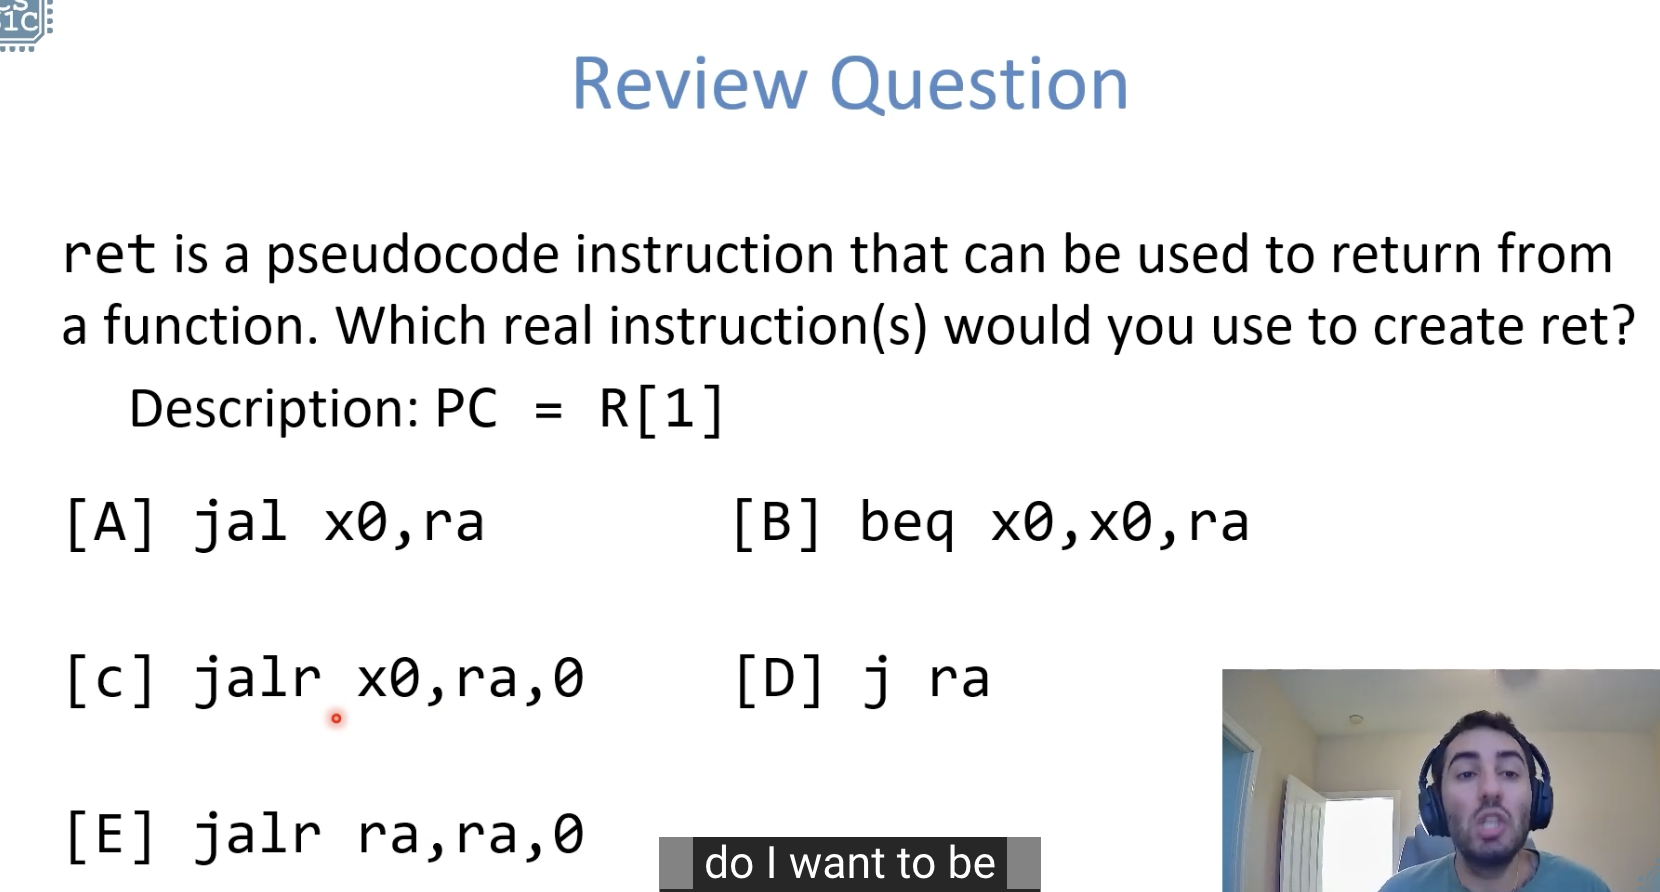 CS
61C
Review Question
ret is a pseudocode instruction that can be used to return from
a function. Which real instruction(s) would you use to create ret?
Description: PC = R[1]
[A] jal x0,ra
[B] beq x0,x0,ra
[c] jalr x0,ra,0
[D] j ra
[E] jalr ra,ra,0
do I want to be